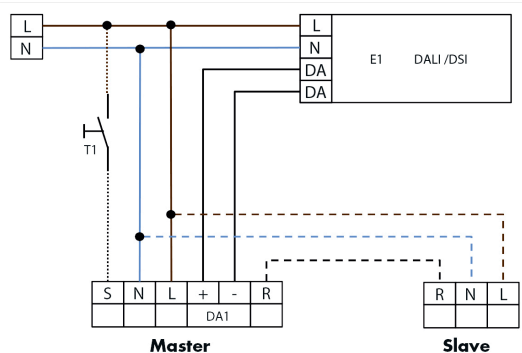 L
N
L
N
DA
DA
E1 DALI /DSI
T1
S N L + - R
DA1
R N L
Master
Slave